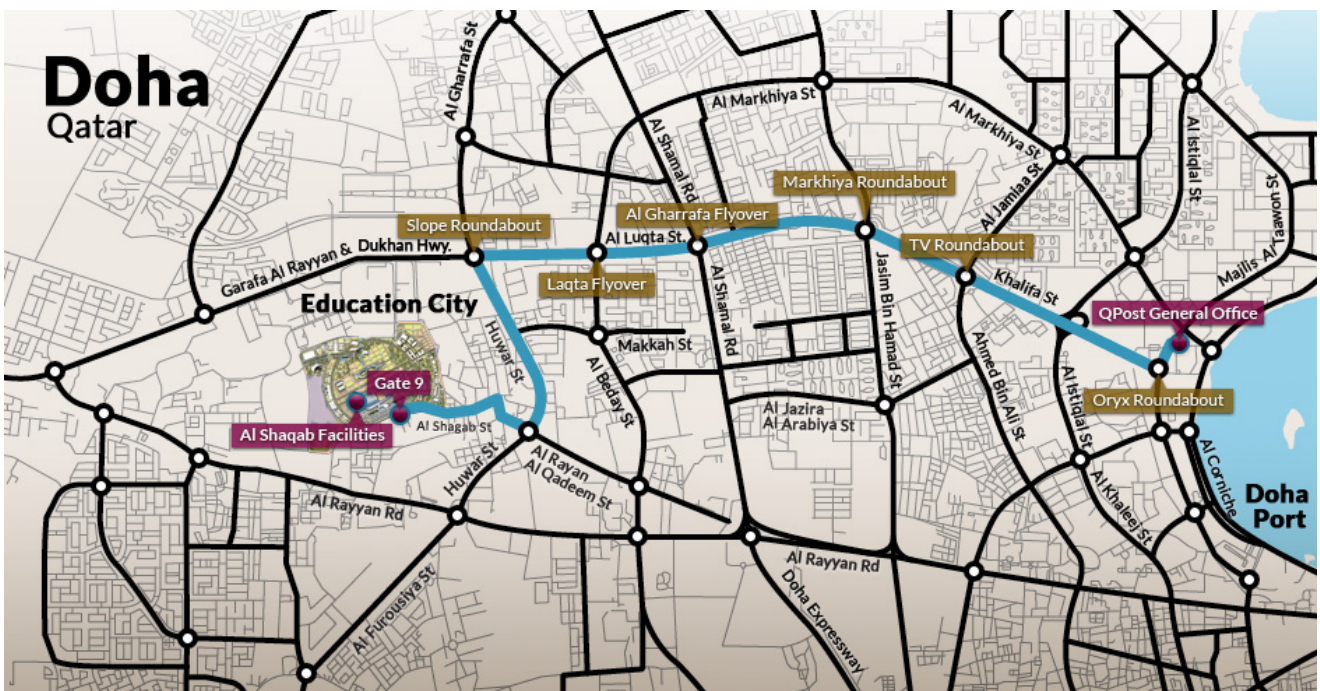 Doha
Qatar
Al Gharrafa St
Al Markhiya St
Al Markhiya St
Al Shamal Rd
Al Istiqlal St
Al Jamiaa St
Markhiya Roundabout
Majlis Al Taawon St
Slope Roundabout
Al Gharrafa Flyover
TV Roundabout
Garafa Al Rayyan &
Dukhan Hwy.
Al Luqta St.
Laqta Flyover
Khalifa St
Education City
QPost General Office
Huwar St
Makkah St
Al Shamal Rd
Jasim Bin Hamad St
Ahmed Bin Ali St
Al Istiqlal St
Al Beday St
Gate 9
Al Shaqab Facilities
Al Shagab St
Oryx Roundabout
Al Jazira
Al Arabiya St
Huwar St
Al Rayan
Al Qadeem St
Al Khaleej St
Al Corniche
Doha
Port
Al Rayyan Rd
Al Rayyan Rd
Al Furousiya St
Doha Expressway